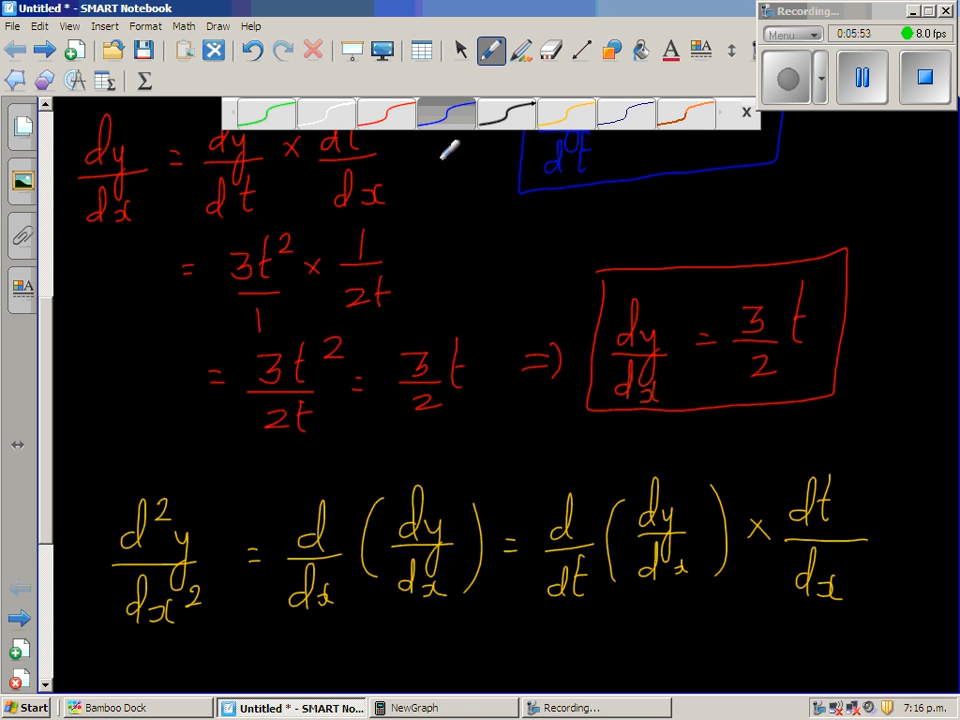 Untitled * - SMART Notebook
Recording...
File Edit View Insert Format Math Draw Help
Menu 0:05:53 8.0 fps
dy/dx = dy/dt × dt/dx
= 3t²/1 × 1/2t
= 3t²/2t = 3/2 t => dy/dx = 3/2 t
d²y/dx² = d/dx (dy/dx) = d/dt (dy/dx) × dt/dx
Start Bamboo Dock Untitled * - SMART No... NewGraph Recording... 7:16 p.m.